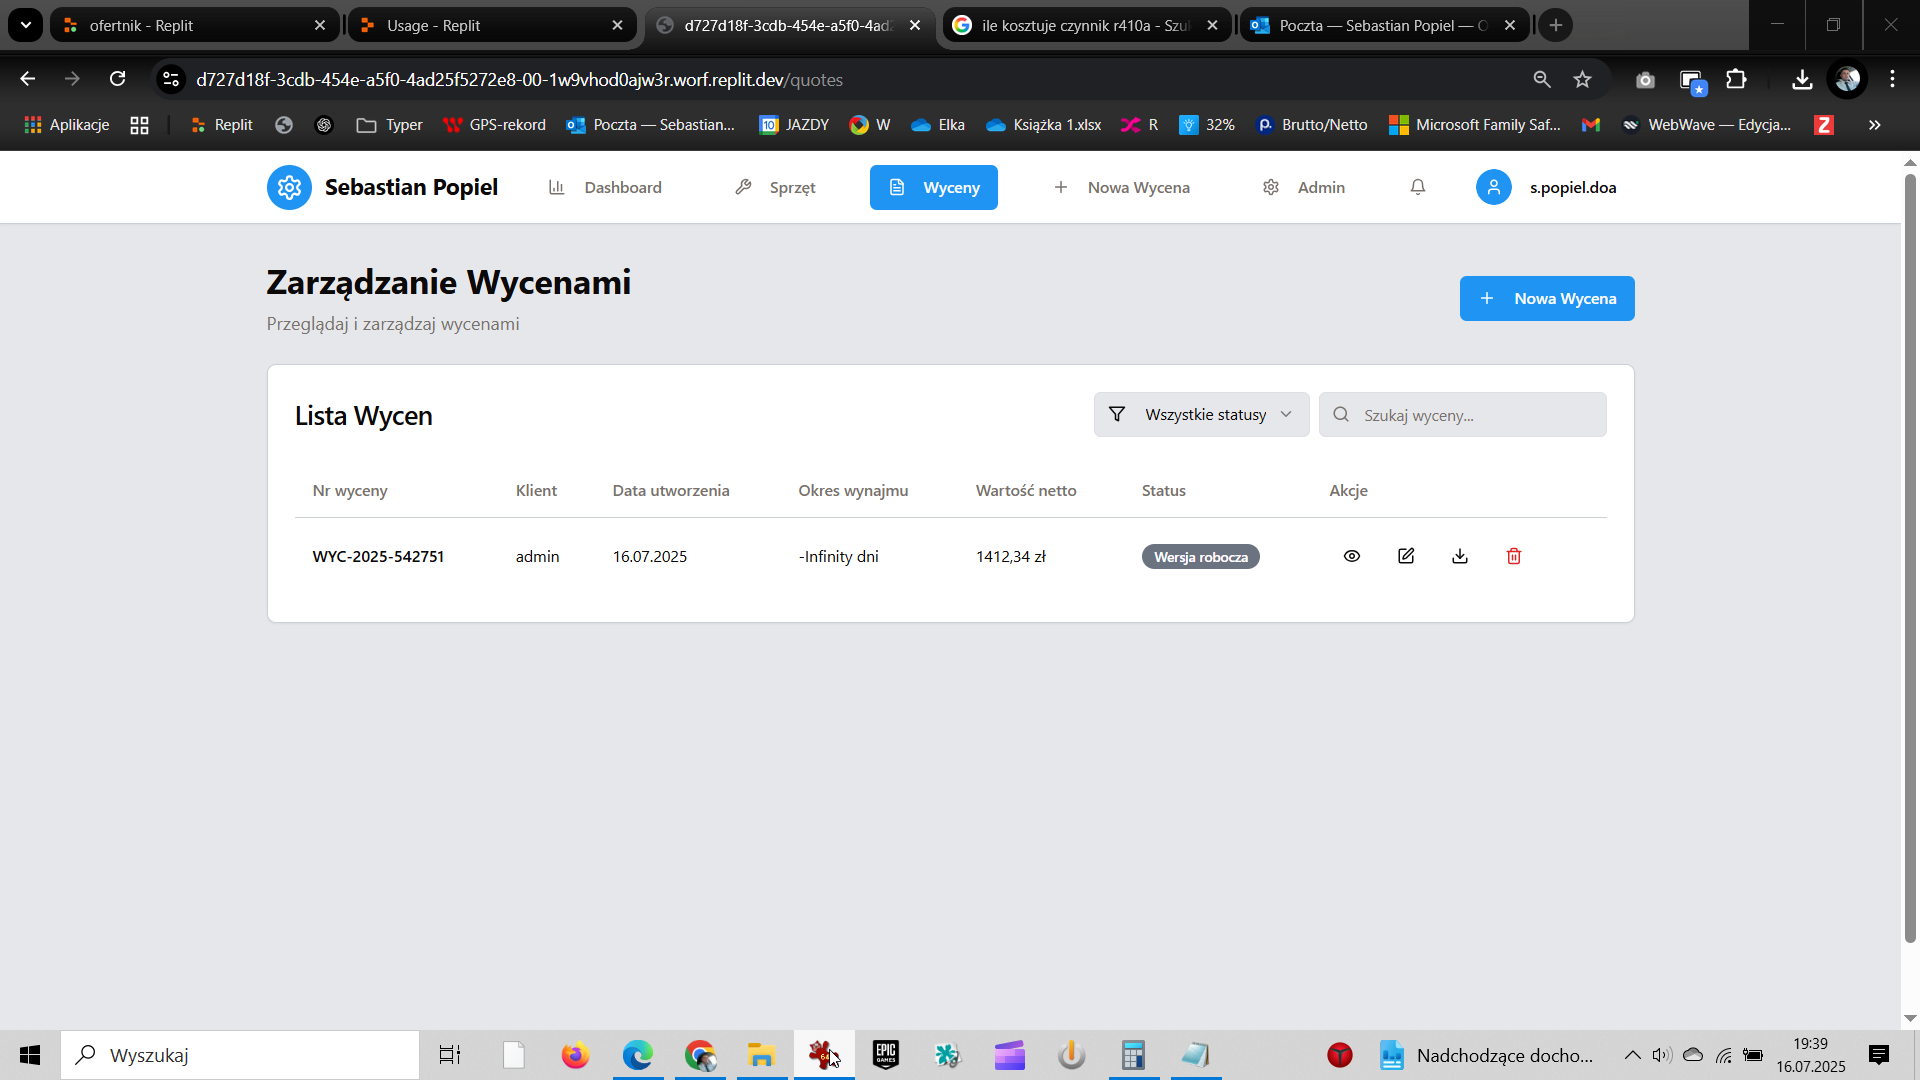 ofertnik - Replit
Usage - Replit
d727d18f-3cdb-454e-a5f0-4ad
ile kosztuje czynnik r410a - Szu
Poczta — Sebastian Popiel — O
d727d18f-3cdb-454e-a5f0-4ad25f5272e8-00-1w9vhod0ajw3r.worf.replit.dev/quotes
Aplikacje
Replit
Typer
GPS-rekord
Poczta — Sebastian...
10 JAZDY
W
Elka
Książka 1.xlsx
R
32%
Brutto/Netto
Microsoft Family Saf...
WebWave — Edycja...
Z
»
Sebastian Popiel
Dashboard
Sprzęt
Wyceny
Nowa Wycena
Admin
s.popiel.doa
Zarządzanie Wycenami
Przeglądaj i zarządzaj wycenami
Nowa Wycena
Lista Wycen
Wszystkie statusy
Szukaj wyceny...
Nr wyceny Klient Data utworzenia Okres wynajmu Wartość netto Status Akcje
WYC-2025-542751 admin 16.07.2025 -Infinity dni 1412,34 zł Wersja robocza
Wyszukaj
64
EPIC GAMES
Nadchodzące docho...
19:39
16.07.2025